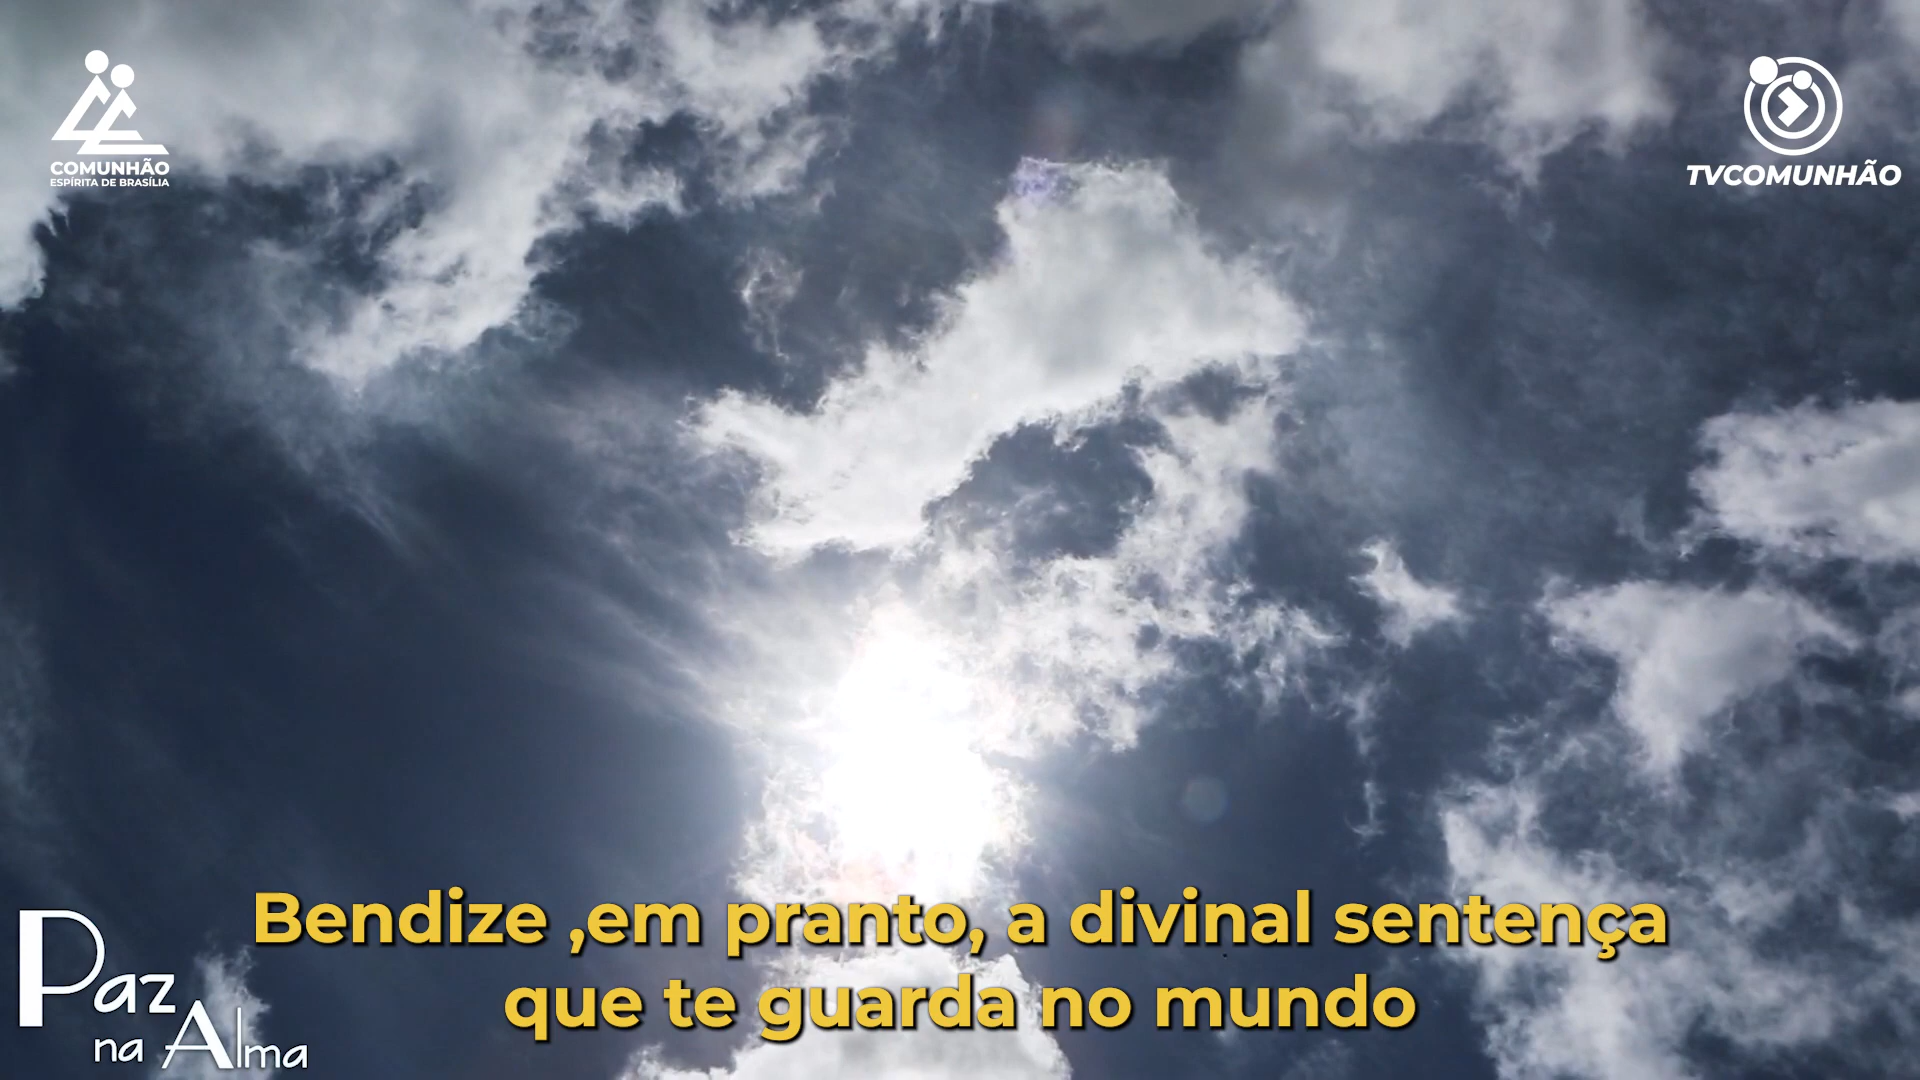 COMUNHÃO
ESPÍRITA DE BRASÍLIA
TVCOMUNHÃO
Bendize ,em pranto, a divinal sentença
que te guarda no mundo
Paz
na Alma